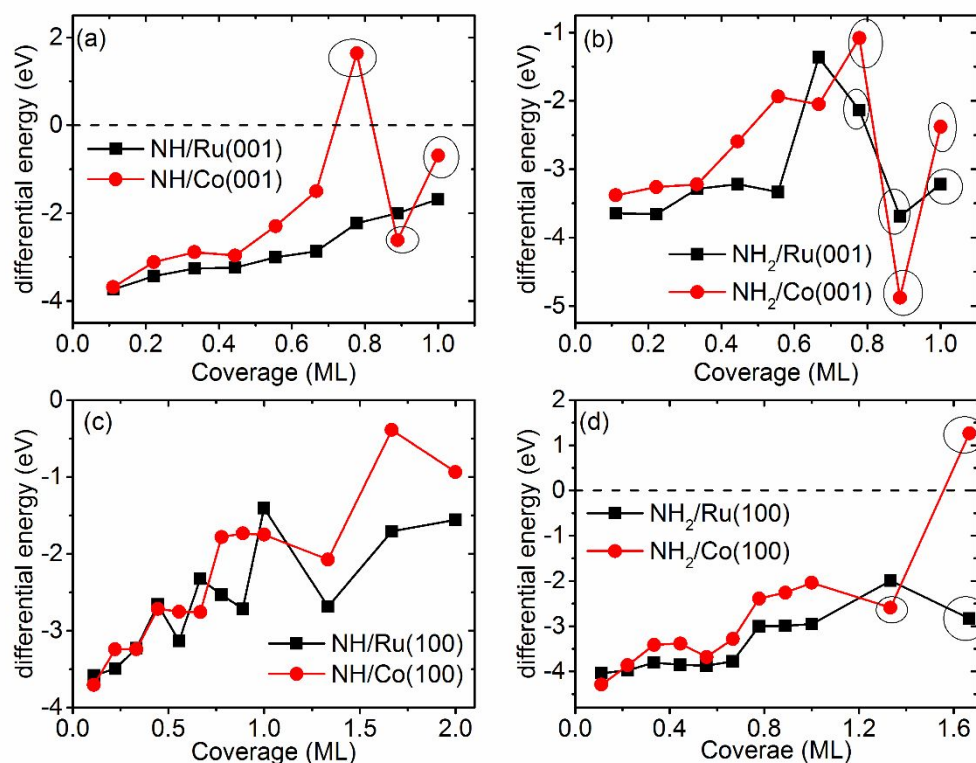 (a)
differential energy (eV)
2
0
-2
-4
NH/Ru(001)
NH/Co(001)
0.0 0.2 0.4 0.6 0.8 1.0
Coverage (ML)
(b)
differential energy (eV)
-1
-2
-3
-4
-5
NH₂/Ru(001)
NH₂/Co(001)
0.0 0.2 0.4 0.6 0.8 1.0
Coverage (ML)
(c)
differential energy (eV)
0
-1
-2
-3
-4
NH/Ru(100)
NH/Co(100)
0.0 0.5 1.0 1.5 2.0
Coverage (ML)
(d)
differential energy (eV)
2
1
0
-1
-2
-3
-4
NH₂/Ru(100)
NH₂/Co(100)
0.0 0.4 0.8 1.2 1.6
Coverae (ML)